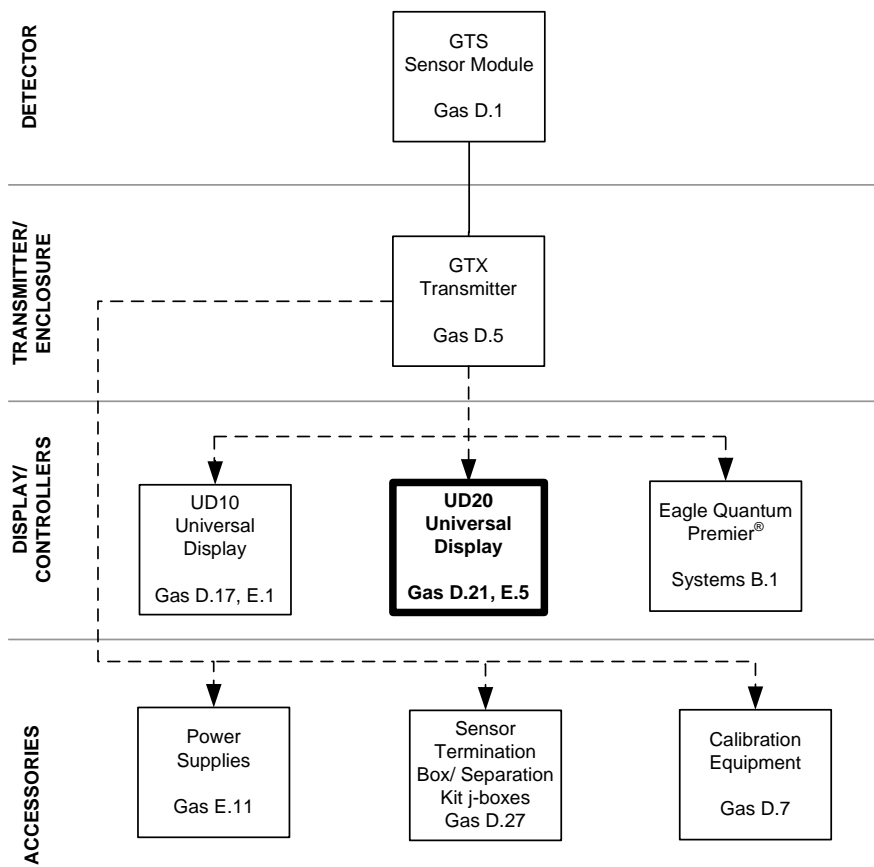 DETECTOR
GTS
Sensor Module
Gas D.1
TRANSMITTER/
ENCLOSURE
GTX
Transmitter
Gas D.5
DISPLAY/
CONTROLLERS
UD10
Universal
Display
Gas D.17, E.1
UD20
Universal
Display
Gas D.21, E.5
Eagle Quantum
Premier®
Systems B.1
ACCESSORIES
Power
Supplies
Gas E.11
Sensor
Termination
Box/ Separation
Kit j-boxes
Gas D.27
Calibration
Equipment
Gas D.7